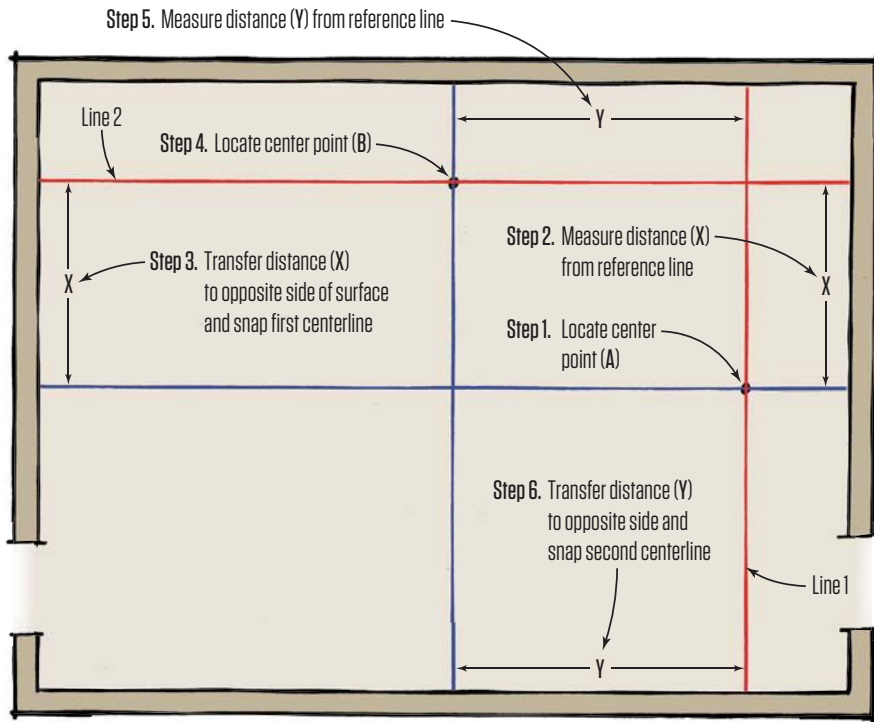 Step 5. Measure distance (Y) from reference line
Y
Line 2
Step 4. Locate center point (B)
Step 2. Measure distance (X)
from reference line
X
Step 3. Transfer distance (X)
to opposite side of surface
and snap first centerline
X
Step 1. Locate center
point (A)
Step 6. Transfer distance (Y)
to opposite side and
snap second centerline
Line 1
Y